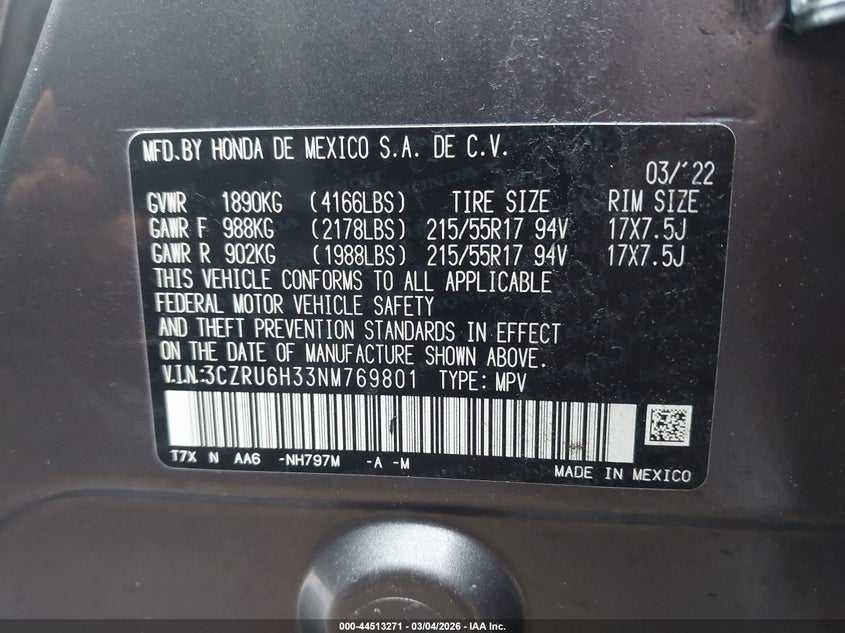 MFD.BY HONDA DE MEXICO S.A. DE C.V.
03/'22
GVWR 1890KG (4166LBS) TIRE SIZE RIM SIZE
GAWR F 988KG (2178LBS) 215/55R17 94V 17X7.5J
GAWR R 902KG (1988LBS) 215/55R17 94V 17X7.5J
THIS VEHICLE CONFORMS TO ALL APPLICABLE
FEDERAL MOTOR VEHICLE SAFETY
AND THEFT PREVENTION STANDARDS IN EFFECT
ON THE DATE OF MANUFACTURE SHOWN ABOVE.
V.I.N:3CZRU6H33NM769801 TYPE: MPV
T7X N AA6 -NH797M -A -M
MADE IN MEXICO
000-44513271 - 03/04/2026 - IAA Inc.